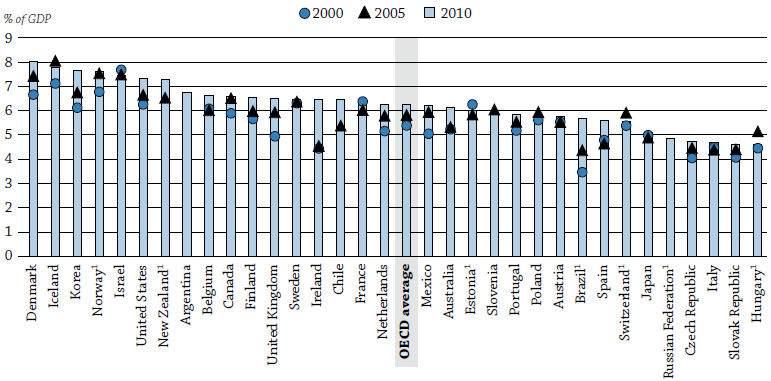 % of GDP
2000 2005 2010
9
8
7
6
5
4
3
2
1
0
Denmark
Iceland
Korea
Norway¹
Israel
United States
New Zealand¹
Argentina
Belgium
Canada
Finland
United Kingdom
Sweden
Ireland
Chile
France
Netherlands
OECD average
Mexico
Australia
Estonia¹
Slovenia
Portugal
Poland
Austria
Brazil¹
Spain
Switzerland¹
Japan
Russian Federation¹
Czech Republic
Italy
Slovak Republic
Hungary¹